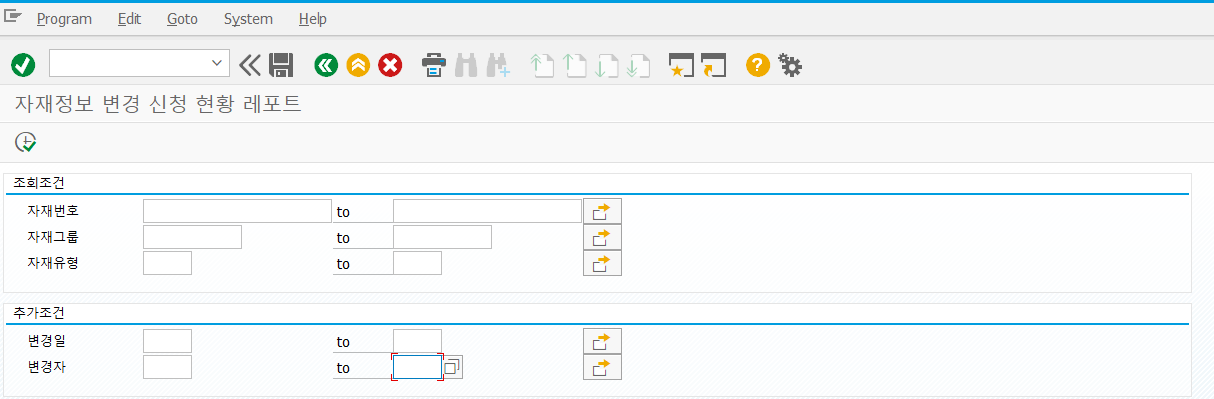 Program Edit Goto System Help
자재정보 변경 신청 현황 레포트
조회조건
자재번호 to
자재그룹 to
자재유형 to
추가조건
변경일 to
변경자 to